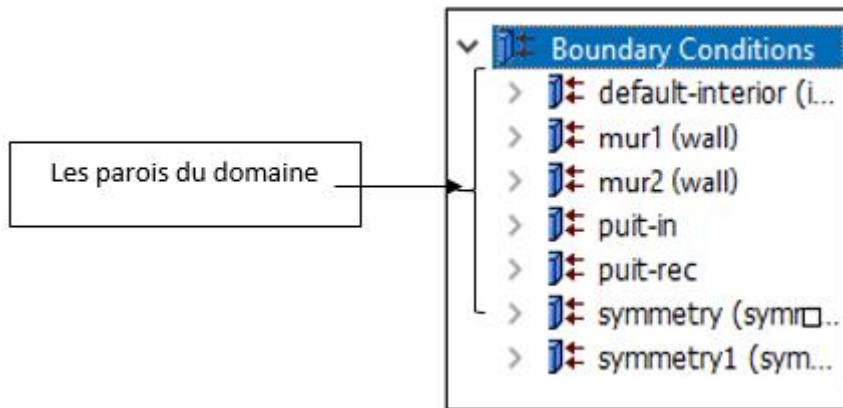 Boundary Conditions
default-interior (i...
mur1 (wall)
Les parois du domaine
mur2 (wall)
puit-in
puit-rec
symmetry (symm...
symmetry1 (sym...